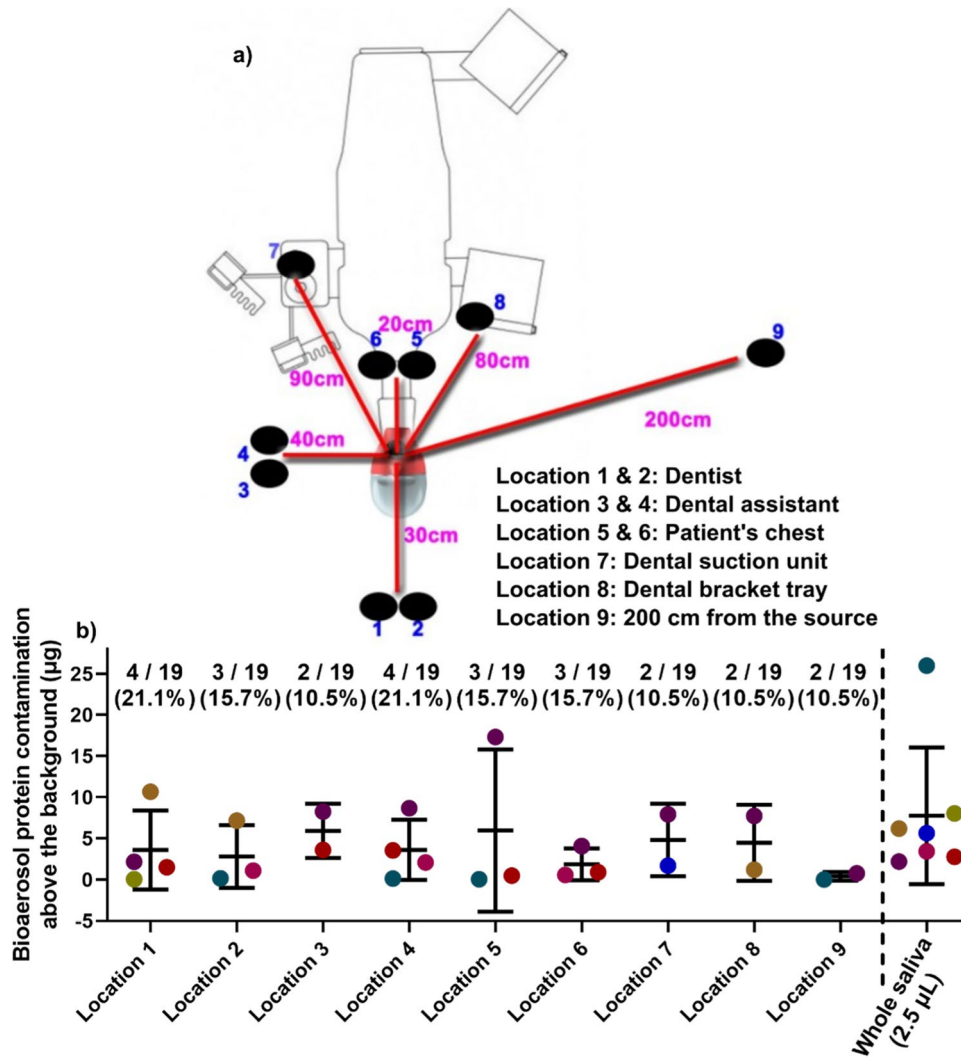 a)
7
8
20cm
6
5
9
90cm
80cm
200cm
4
40cm
3
Location 1 & 2: Dentist
Location 3 & 4: Dental assistant
Location 5 & 6: Patient's chest
Location 7: Dental suction unit
Location 8: Dental bracket tray
Location 9: 200 cm from the source
30cm
1
2
b)
Bioaerosol protein contamination
above the background (µg)
4 / 19
(21.1%)
3 / 19
(15.7%)
2 / 19
(10.5%)
4 / 19
(21.1%)
3 / 19
(15.7%)
3 / 19
(15.7%)
2 / 19
(10.5%)
2 / 19
(10.5%)
2 / 19
(10.5%)
25
20
15
10
5
0
-5
Location 1
Location 2
Location 3
Location 4
Location 5
Location 6
Location 7
Location 8
Location 9
Whole saliva
(2.5 µL)